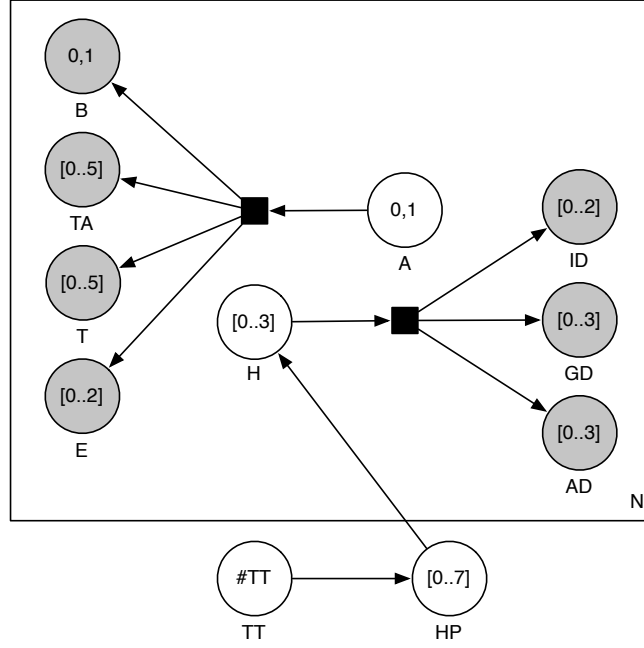 0,1
B
[0..5]
TA
[0..5]
T
[0..2]
E
0,1
A
[0..3]
H
[0..2]
ID
[0..3]
GD
[0..3]
AD
N
#TT
TT
[0..7]
HP